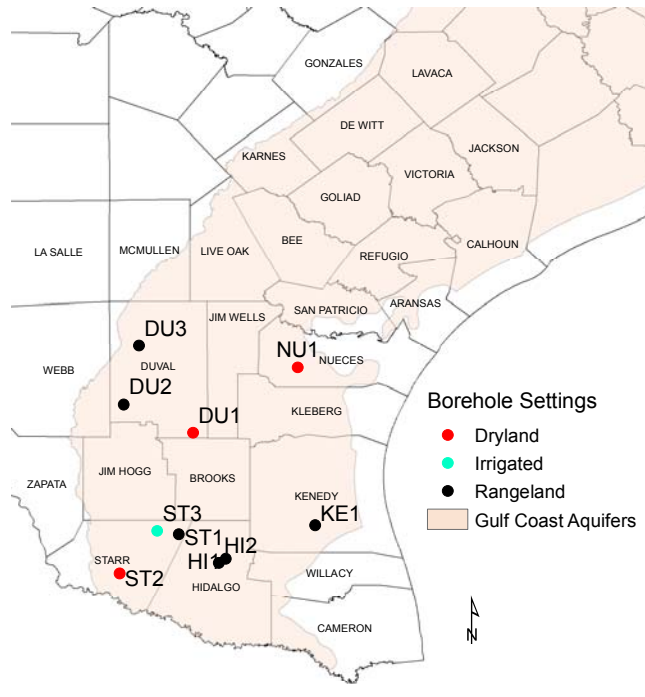 GONZALES
LAVACA
DE WITT
JACKSON
KARNES
VICTORIA
GOLIAD
BEE
CALHOUN
LA SALLE
MCMULLEN
LIVE OAK
REFUGIO
ARANSAS
SAN PATRICIO
JIM WELLS
DU3
NU1
NUECES
DUVAL
WEBB
DU2
DU1
KLEBERG
Borehole Settings
Dryland
Irrigated
Rangeland
Gulf Coast Aquifers
JIM HOGG
BROOKS
ZAPATA
KENEDY
ST3
KE1
ST1
HI2
HI1
STARR
ST2
HIDALGO
WILLACY
CAMERON
N